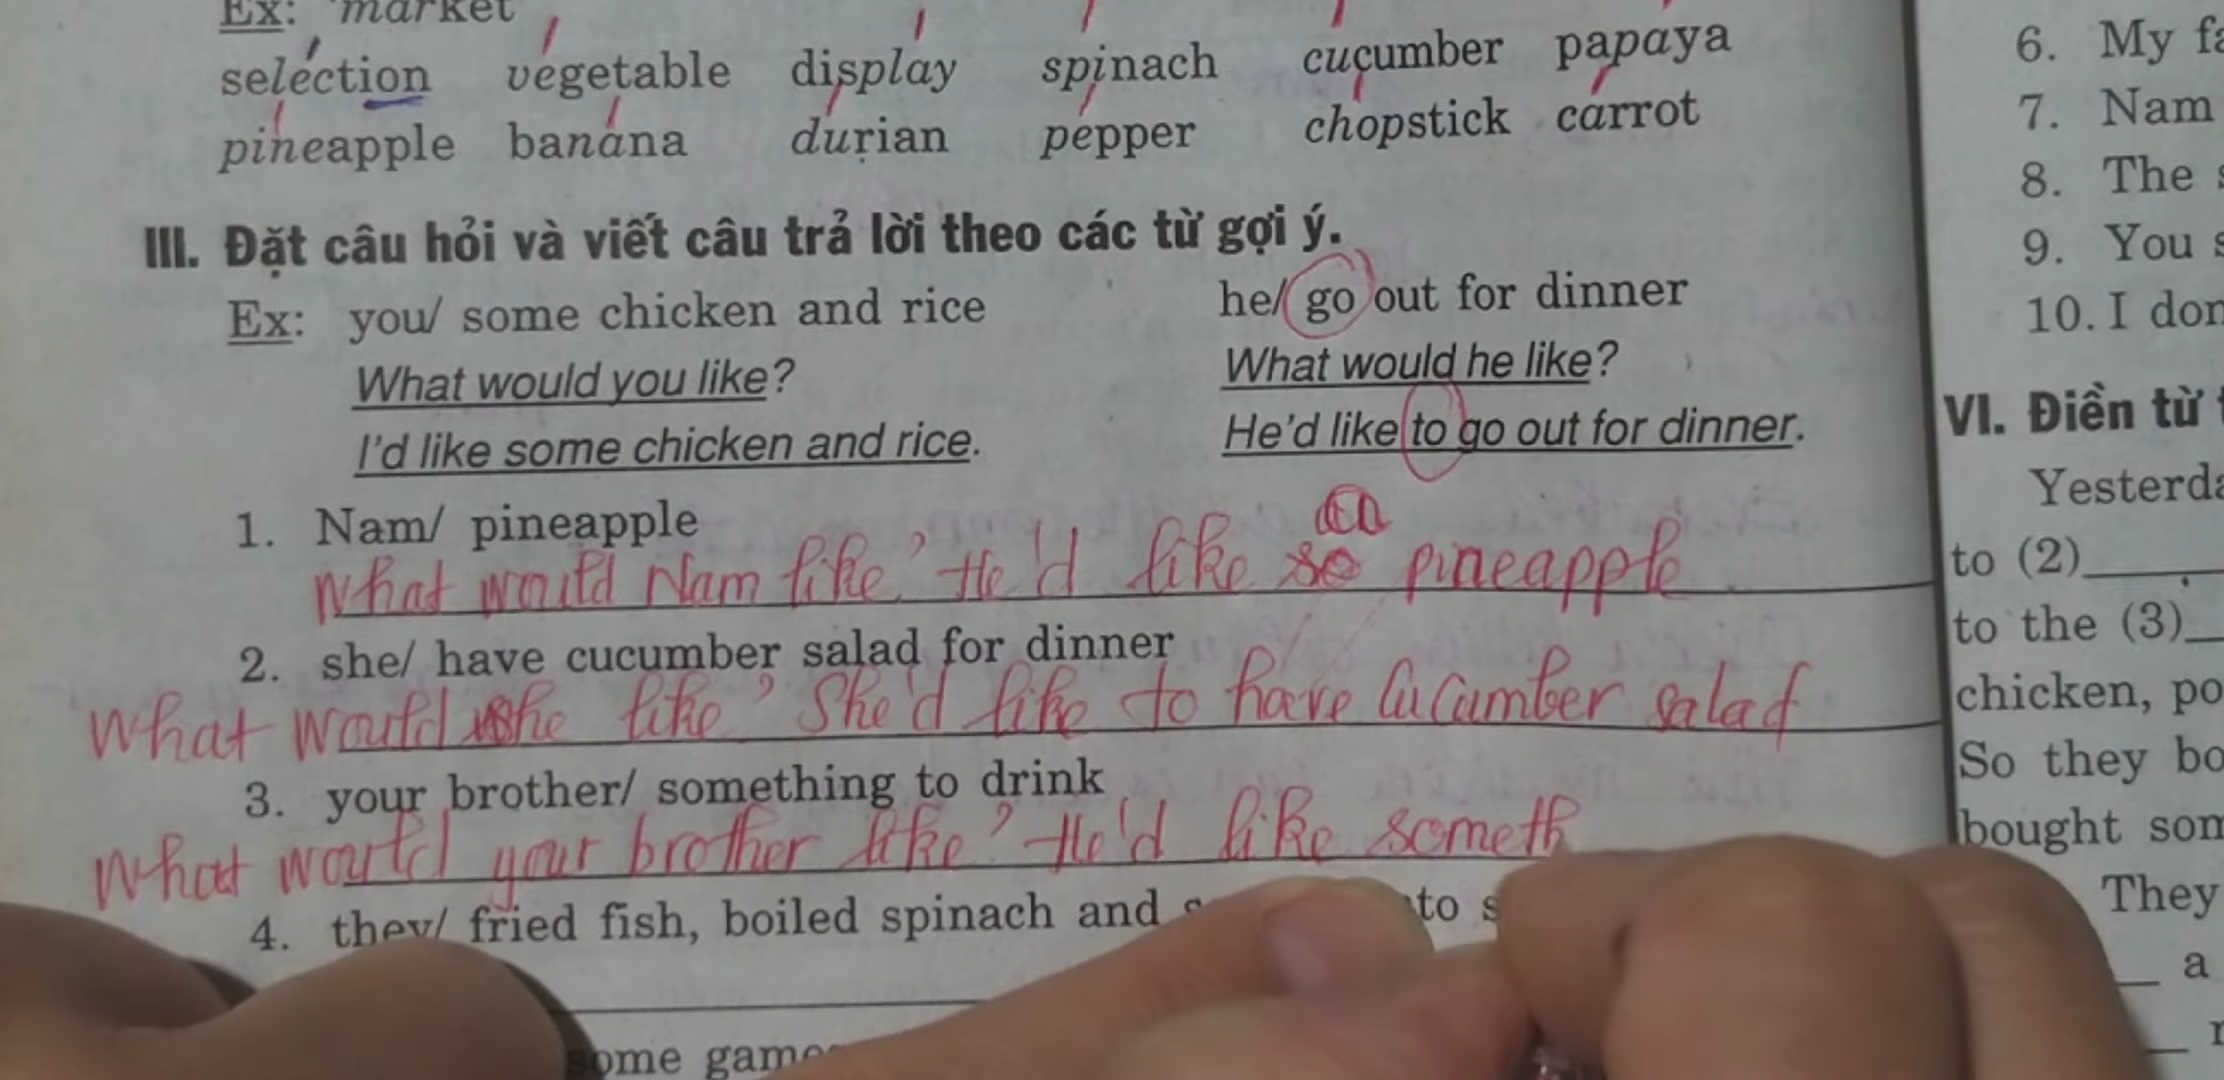 Ex: 'market
selection vegetable display spinach cucumber papaya
pineapple banana durian pepper chopstick carrot
III. Đặt câu hỏi và viết câu trả lời theo các từ gợi ý.
Ex: you/ some chicken and rice he/ go out for dinner
What would you like? What would he like?
I'd like some chicken and rice. He'd like to go out for dinner.
1. Nam/ pineapple
What would Nam like? He'd like a pineapple
2. she/ have cucumber salad for dinner
What would she like? She'd like to have cucumber salad
3. your brother/ something to drink
What would your brother like? He'd like someth
4. they/ fried fish, boiled spinach and to
ome game
6. My
7. Nam
8. The
9. You
10. I
VI. Điền từ
Yesterda
to (2)
to the (3)
chicken, po
So they bo
bought som
They
a